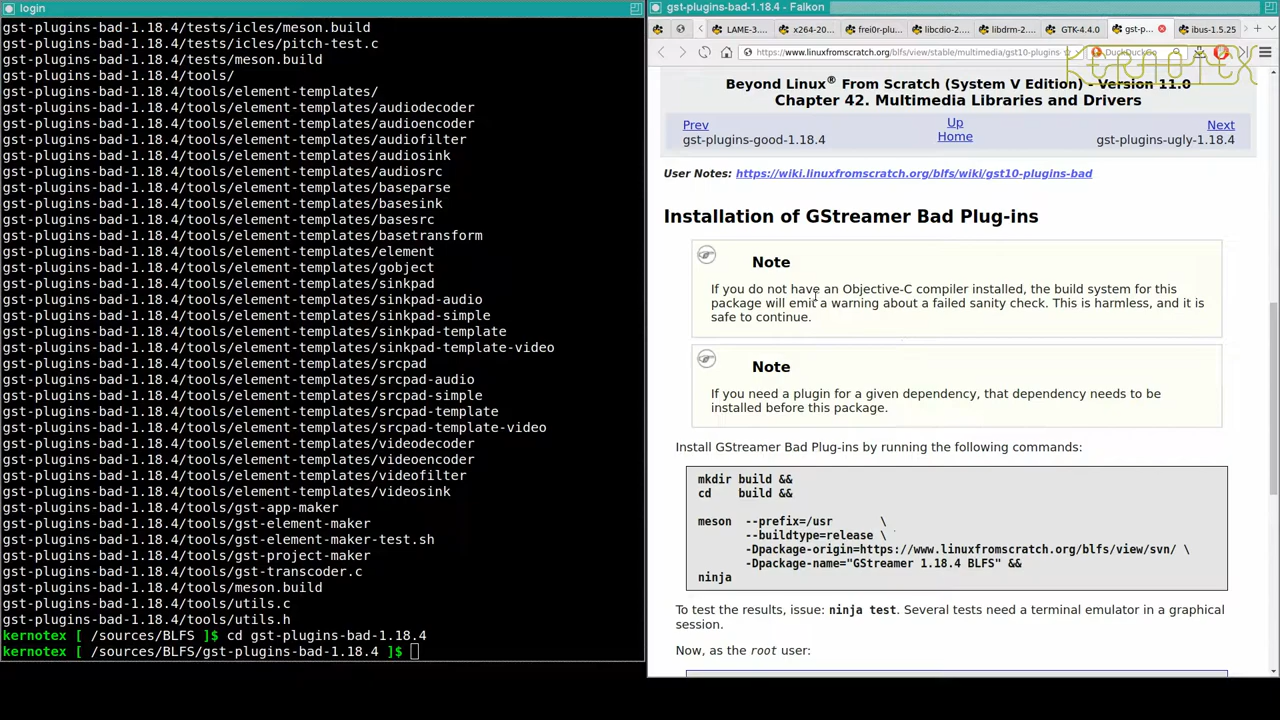 login
gst-plugins-bad-1.18.4/tests/icles/meson.build
gst-plugins-bad-1.18.4/tests/icles/pitch-test.c
gst-plugins-bad-1.18.4/tests/meson.build
gst-plugins-bad-1.18.4/tools/
gst-plugins-bad-1.18.4/tools/element-templates/
gst-plugins-bad-1.18.4/tools/element-templates/audiodecoder
gst-plugins-bad-1.18.4/tools/element-templates/audioencoder
gst-plugins-bad-1.18.4/tools/element-templates/audiofilter
gst-plugins-bad-1.18.4/tools/element-templates/audiosink
gst-plugins-bad-1.18.4/tools/element-templates/audiosrc
gst-plugins-bad-1.18.4/tools/element-templates/baseparse
gst-plugins-bad-1.18.4/tools/element-templates/basesink
gst-plugins-bad-1.18.4/tools/element-templates/basesrc
gst-plugins-bad-1.18.4/tools/element-templates/basetransform
gst-plugins-bad-1.18.4/tools/element-templates/element
gst-plugins-bad-1.18.4/tools/element-templates/gobject
gst-plugins-bad-1.18.4/tools/element-templates/sinkpad
gst-plugins-bad-1.18.4/tools/element-templates/sinkpad-audio
gst-plugins-bad-1.18.4/tools/element-templates/sinkpad-simple
gst-plugins-bad-1.18.4/tools/element-templates/sinkpad-template
gst-plugins-bad-1.18.4/tools/element-templates/sinkpad-template-video
gst-plugins-bad-1.18.4/tools/element-templates/srcpad
gst-plugins-bad-1.18.4/tools/element-templates/srcpad-audio
gst-plugins-bad-1.18.4/tools/element-templates/srcpad-simple
gst-plugins-bad-1.18.4/tools/element-templates/srcpad-template
gst-plugins-bad-1.18.4/tools/element-templates/srcpad-template-video
gst-plugins-bad-1.18.4/tools/element-templates/videodecoder
gst-plugins-bad-1.18.4/tools/element-templates/videoencoder
gst-plugins-bad-1.18.4/tools/element-templates/videofilter
gst-plugins-bad-1.18.4/tools/element-templates/videosink
gst-plugins-bad-1.18.4/tools/gst-app-maker
gst-plugins-bad-1.18.4/tools/gst-element-maker
gst-plugins-bad-1.18.4/tools/gst-element-maker-test.sh
gst-plugins-bad-1.18.4/tools/gst-project-maker
gst-plugins-bad-1.18.4/tools/gst-transcoder.c
gst-plugins-bad-1.18.4/tools/meson.build
gst-plugins-bad-1.18.4/tools/utils.c
gst-plugins-bad-1.18.4/tools/utils.h
kernotex [ /sources/BLFS ]$ cd gst-plugins-bad-1.18.4
kernotex [ /sources/BLFS/gst-plugins-bad-1.18.4 ]$
gst-plugins-bad-1.18.4 - Falkon
LAME-3.... x264-20... frei0r-plu... libcdio-2.... libdrm-2.... GTK-4.4.0 gst-p... ibus-1.5.25
https://www.linuxfromscratch.org/blfs/view/stable/multimedia/gst10-plugins- DuckDuckGo
KERNOTEX
Beyond Linux® From Scratch (System V Edition) - Version 11.0
Chapter 42. Multimedia Libraries and Drivers
Prev Up Next
gst-plugins-good-1.18.4 Home gst-plugins-ugly-1.18.4
User Notes: https://wiki.linuxfromscratch.org/blfs/wiki/gst10-plugins-bad
Installation of GStreamer Bad Plug-ins
Note
If you do not have an Objective-C compiler installed, the build system for this
package will emit a warning about a failed sanity check. This is harmless, and it is
safe to continue.
Note
If you need a plugin for a given dependency, that dependency needs to be
installed before this package.
Install GStreamer Bad Plug-ins by running the following commands:
mkdir build &&
cd    build &&
meson  --prefix=/usr       \
       --buildtype=release \
       -Dpackage-origin=https://www.linuxfromscratch.org/blfs/view/svn/ \
       -Dpackage-name="GStreamer 1.18.4 BLFS" &&
ninja
To test the results, issue: ninja test. Several tests need a terminal emulator in a graphical
session.
Now, as the root user: